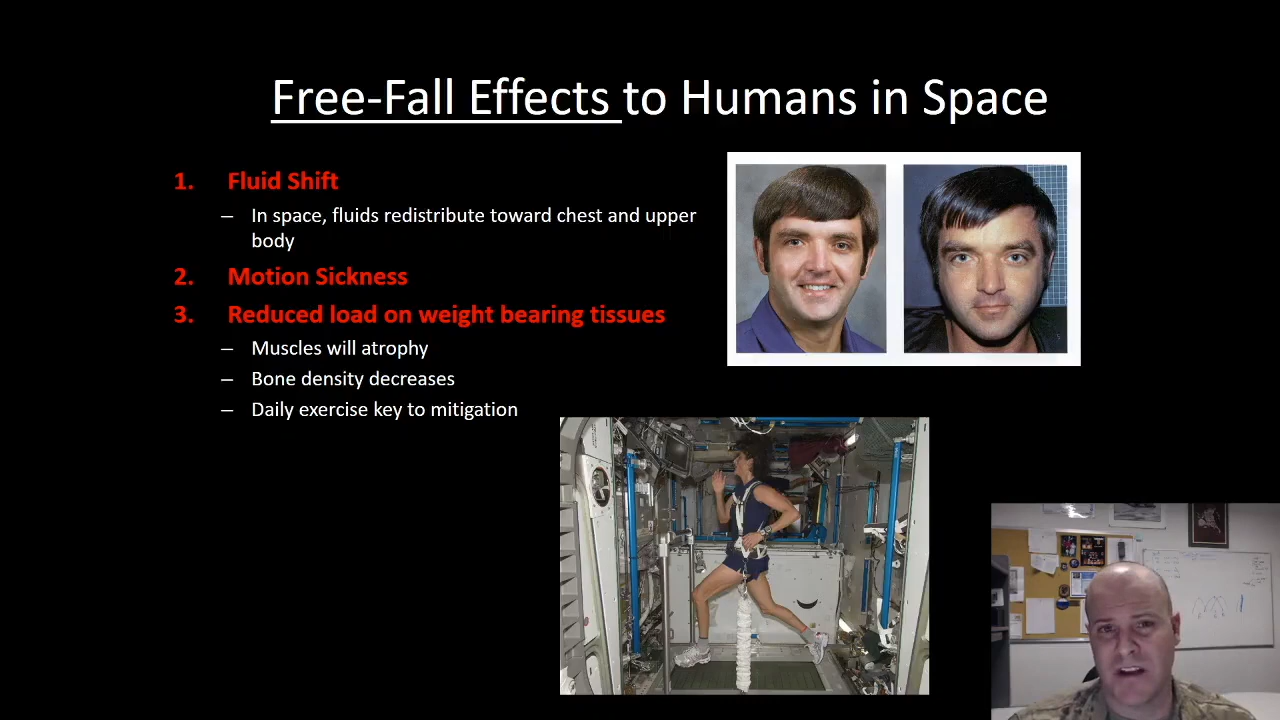 Free-Fall Effects to Humans in Space
1. Fluid Shift
– In space, fluids redistribute toward chest and upper
body
2. Motion Sickness
3. Reduced load on weight bearing tissues
– Muscles will atrophy
– Bone density decreases
– Daily exercise key to mitigation